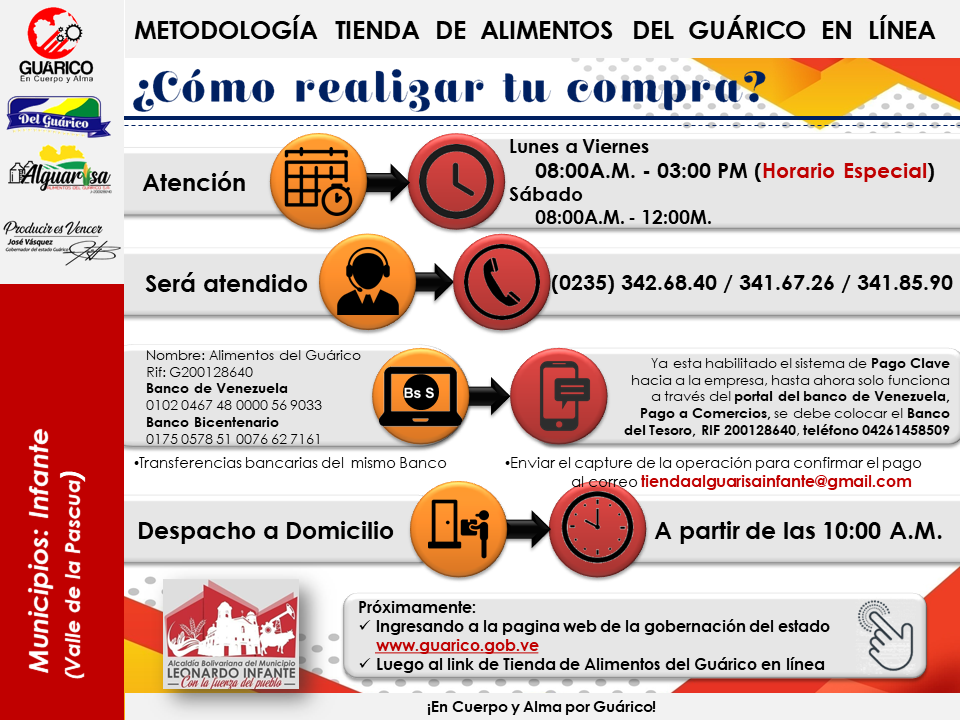 METODOLOGÍA TIENDA DE ALIMENTOS DEL GUÁRICO EN LÍNEA
GUÁRICO
En Cuerpo y Alma
Del Guárico
Alguarisa
ALIMENTOS DEL GUÁRICO S.A.
Producir es Vencer
José Vásquez
Gobernador del estado Guárico
Municipios: Infante
(Valle de la Pascua)
¿Cómo realizar tu compra?
Atención
Lunes a Viernes
08:00A.M. - 03:00 PM (Horario Especial)
Sábado
08:00A.M. - 12:00M.
Será atendido
(0235) 342.68.40 / 341.67.26 / 341.85.90
Nombre: Alimentos del Guárico
Rif: G200128640
Banco de Venezuela
0102 0467 48 0000 56 9033
Banco Bicentenario
0175 0578 51 0076 62 7161
Bs S
Ya esta habilitado el sistema de Pago Clave
hacia a la empresa, hasta ahora solo funciona
a través del portal del banco de Venezuela,
Pago a Comercios, se debe colocar el Banco
del Tesoro, RIF 200128640, teléfono 04261458509
•Transferencias bancarias del mismo Banco
•Enviar el capture de la operación para confirmar el pago
al correo tiendaalguarisainfante@gmail.com
Despacho a Domicilio
A partir de las 10:00 A.M.
Alcaldía Bolivariana del Municipio
LEONARDO INFANTE
Con la fuerza del pueblo
Próximamente:
✓ Ingresando a la pagina web de la gobernación del estado
www.guarico.gob.ve
✓ Luego al link de Tienda de Alimentos del Guárico en línea
¡En Cuerpo y Alma por Guárico!